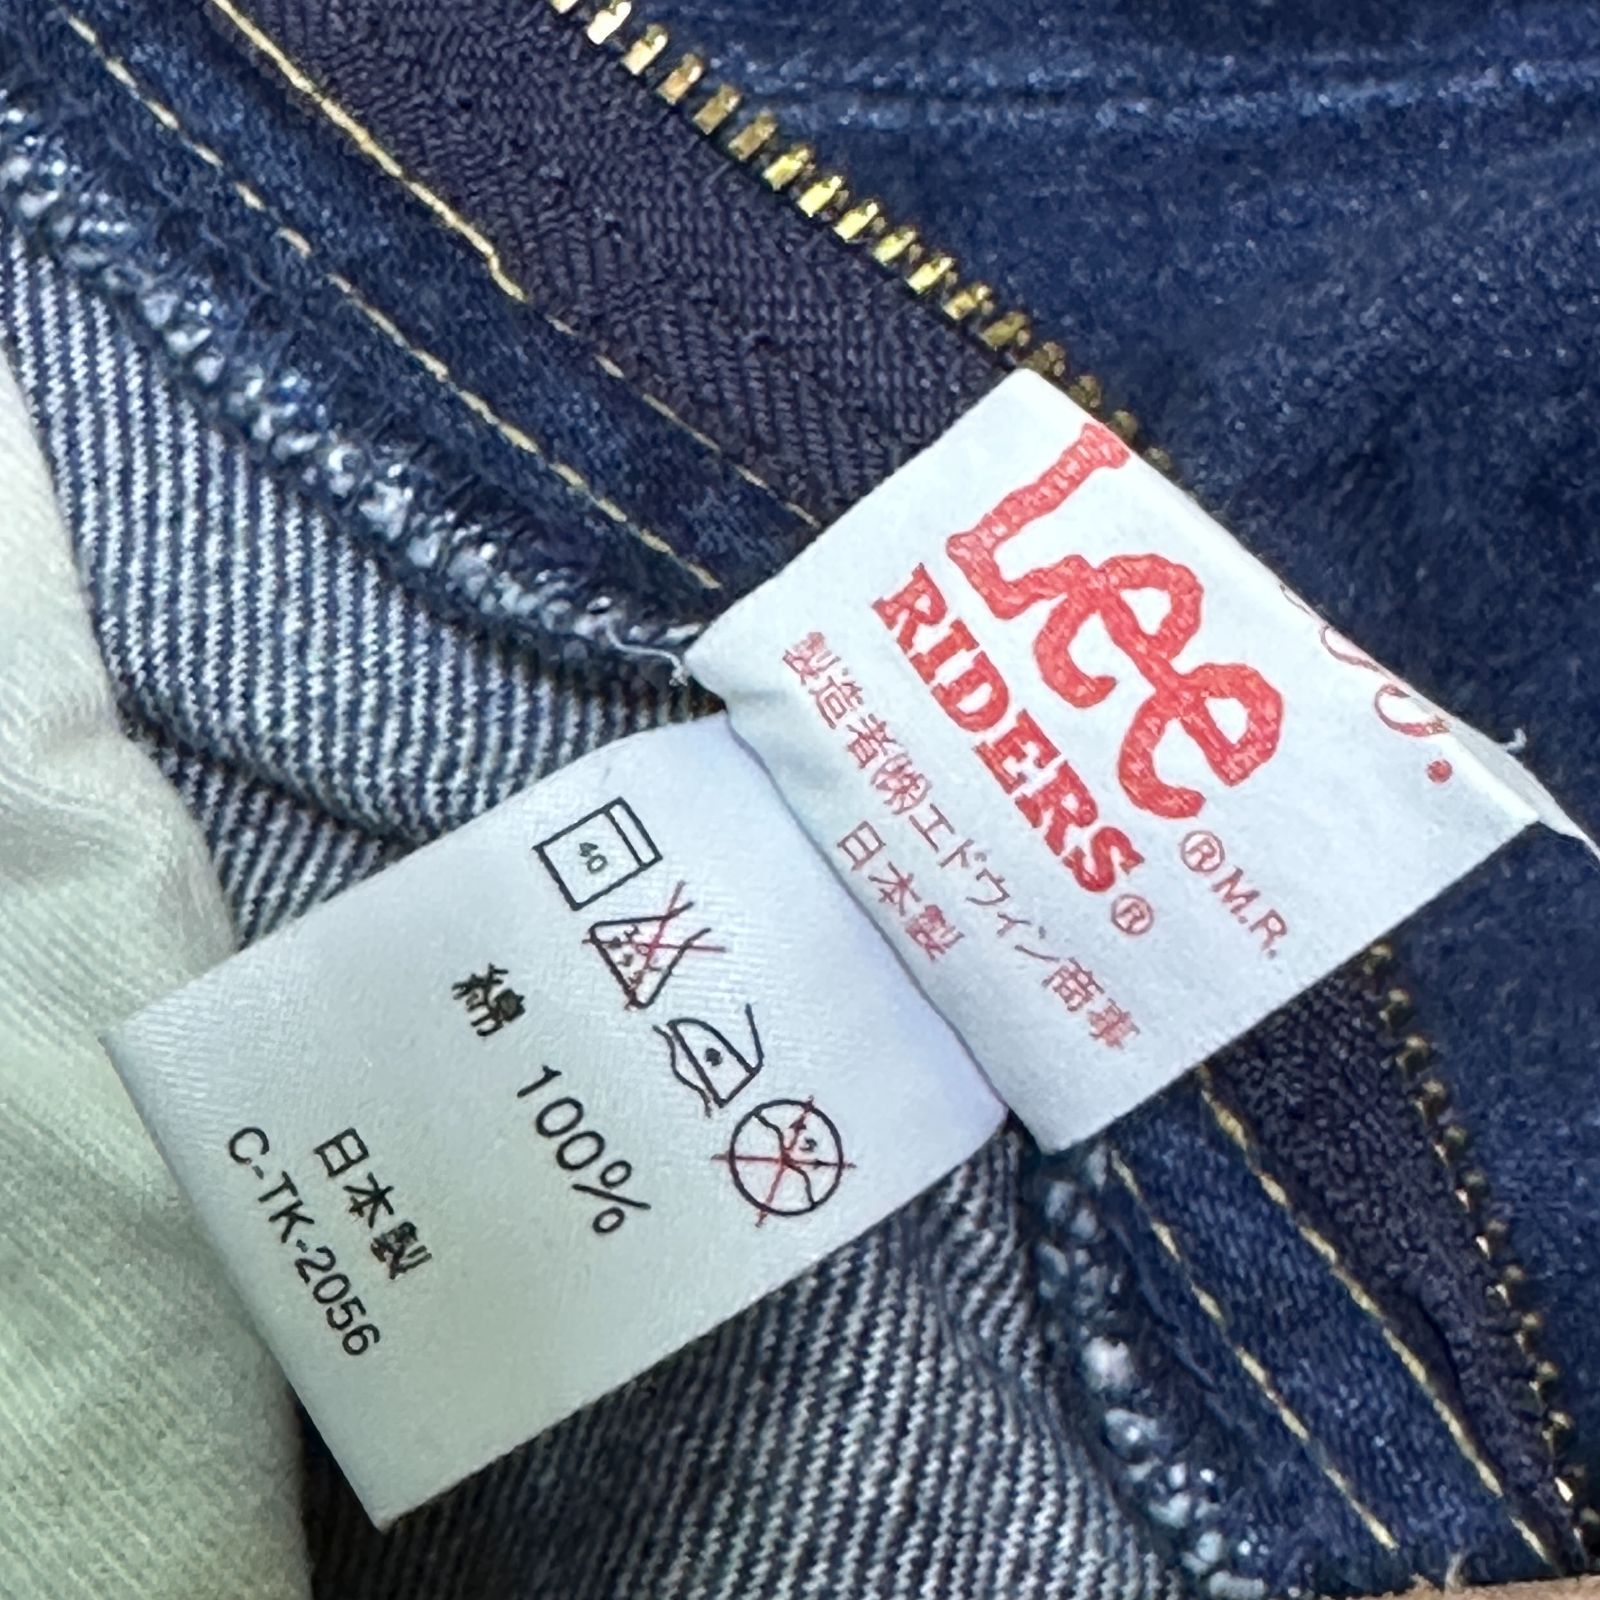 Lee
® M.R.
RIDERS®
製造者㈱エドウィン商事
日本製
40
綿 100%
日本製
C-TK-2056